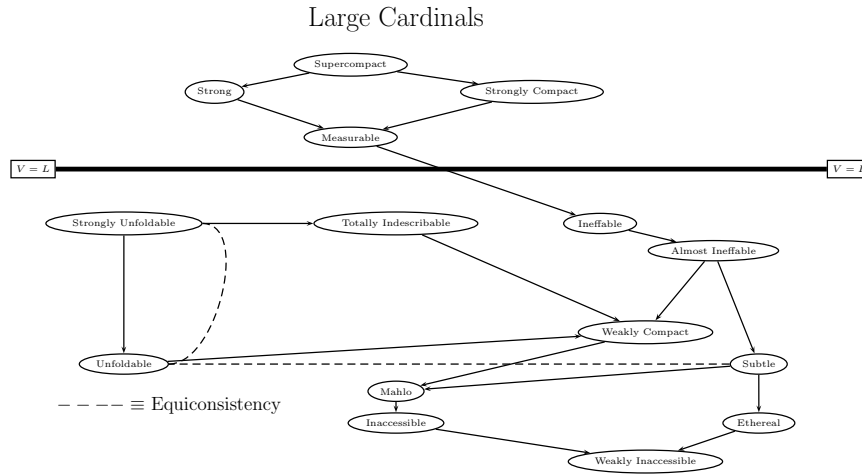 Large Cardinals
Supercompact
Strong
Strongly Compact
Measurable
V = L
V = L
Strongly Unfoldable
Totally Indescribable
Ineffable
Almost Ineffable
Weakly Compact
Unfoldable
Subtle
Mahlo
≡ Equiconsistency
Inaccessible
Ethereal
Weakly Inaccessible